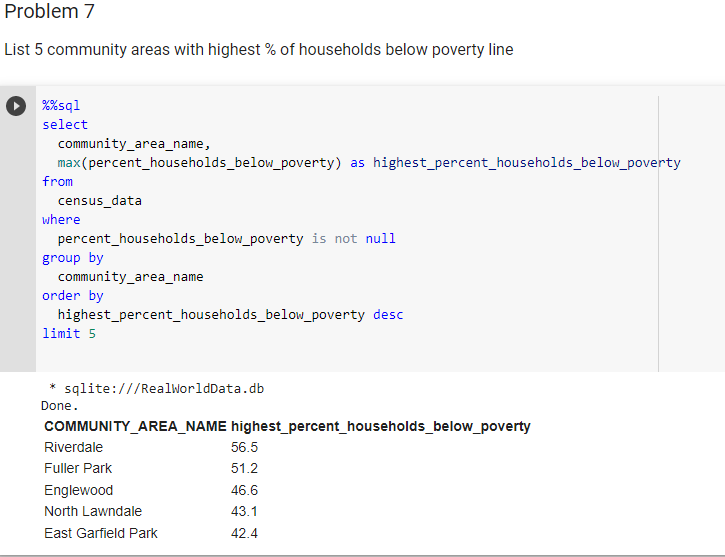 Problem 7
List 5 community areas with highest % of households below poverty line
%%sql
select
community_area_name,
max(percent_households_below_poverty) as highest_percent_households_below_poverty
from
census_data
where
percent_households_below_poverty is not null
group by
community_area_name
order by
highest_percent_households_below_poverty desc
limit 5
* sqlite:///RealWorldData.db
Done.
COMMUNITY_AREA_NAME highest_percent_households_below_poverty
Riverdale 56.5
Fuller Park 51.2
Englewood 46.6
North Lawndale 43.1
East Garfield Park 42.4